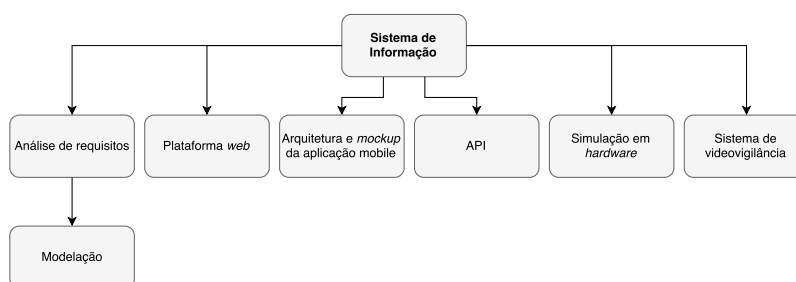 Sistema de
Informação
Análise de requisitos
Plataforma web
Arquitetura e mockup
da aplicação mobile
API
Simulação em
hardware
Sistema de
videovigilância
Modelação